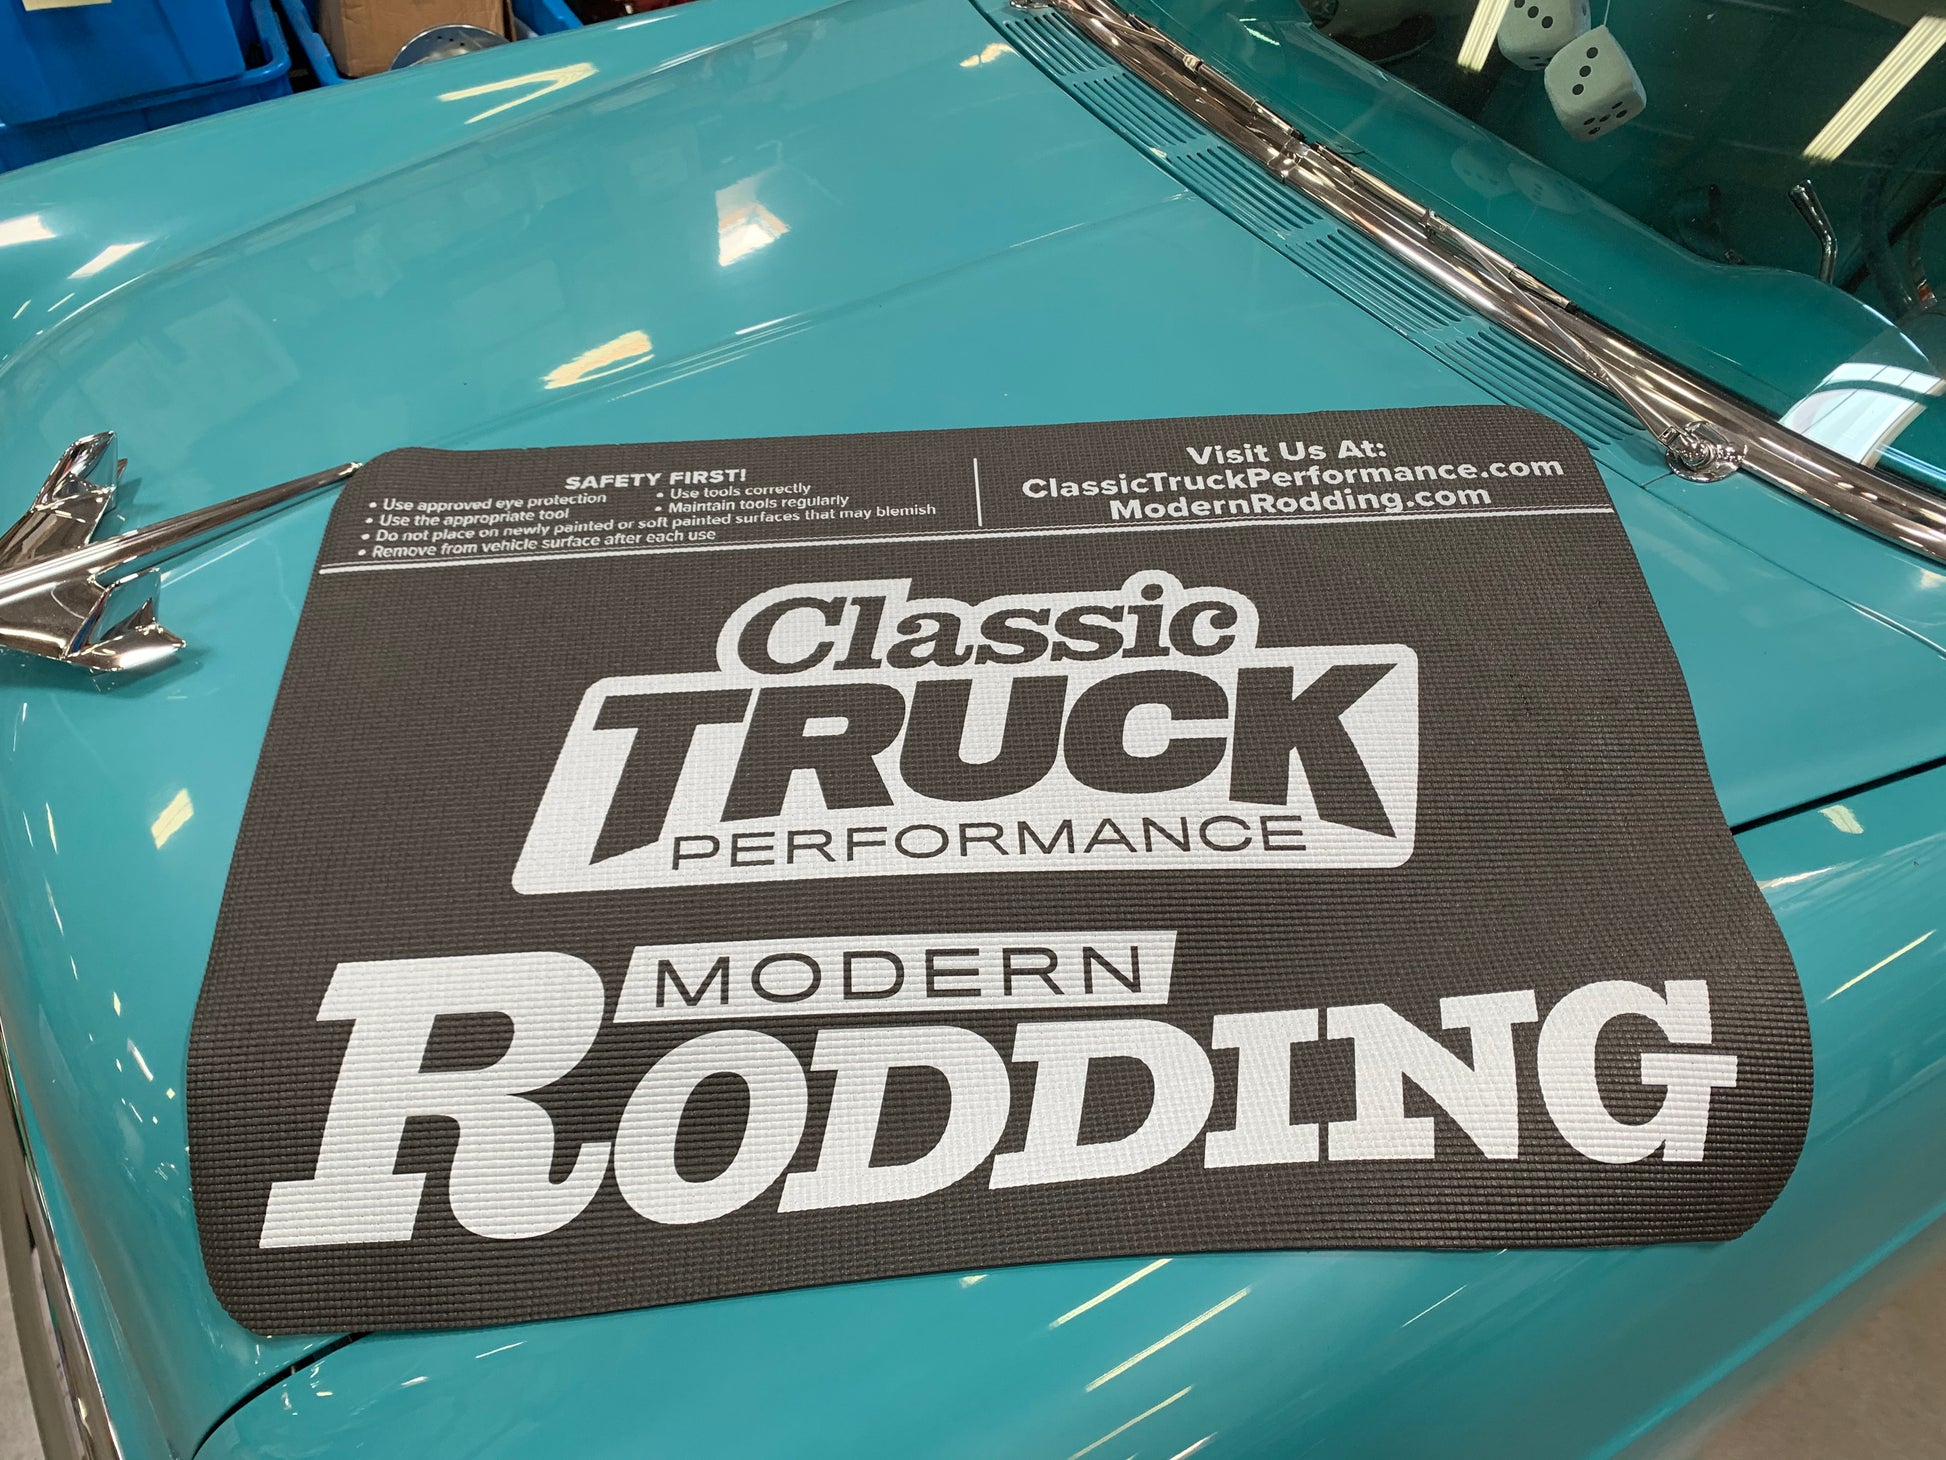 SAFETY FIRST!
• Use approved eye protection
• Use the appropriate tool
• Use tools correctly
• Maintain tools regularly
• Do not place on newly painted or soft painted surfaces that may blemish
• Remove from vehicle surface after each use
Visit Us At:
ClassicTruckPerformance.com
ModernRodding.com
Classic
TRUCK
PERFORMANCE
MODERN
RODDING